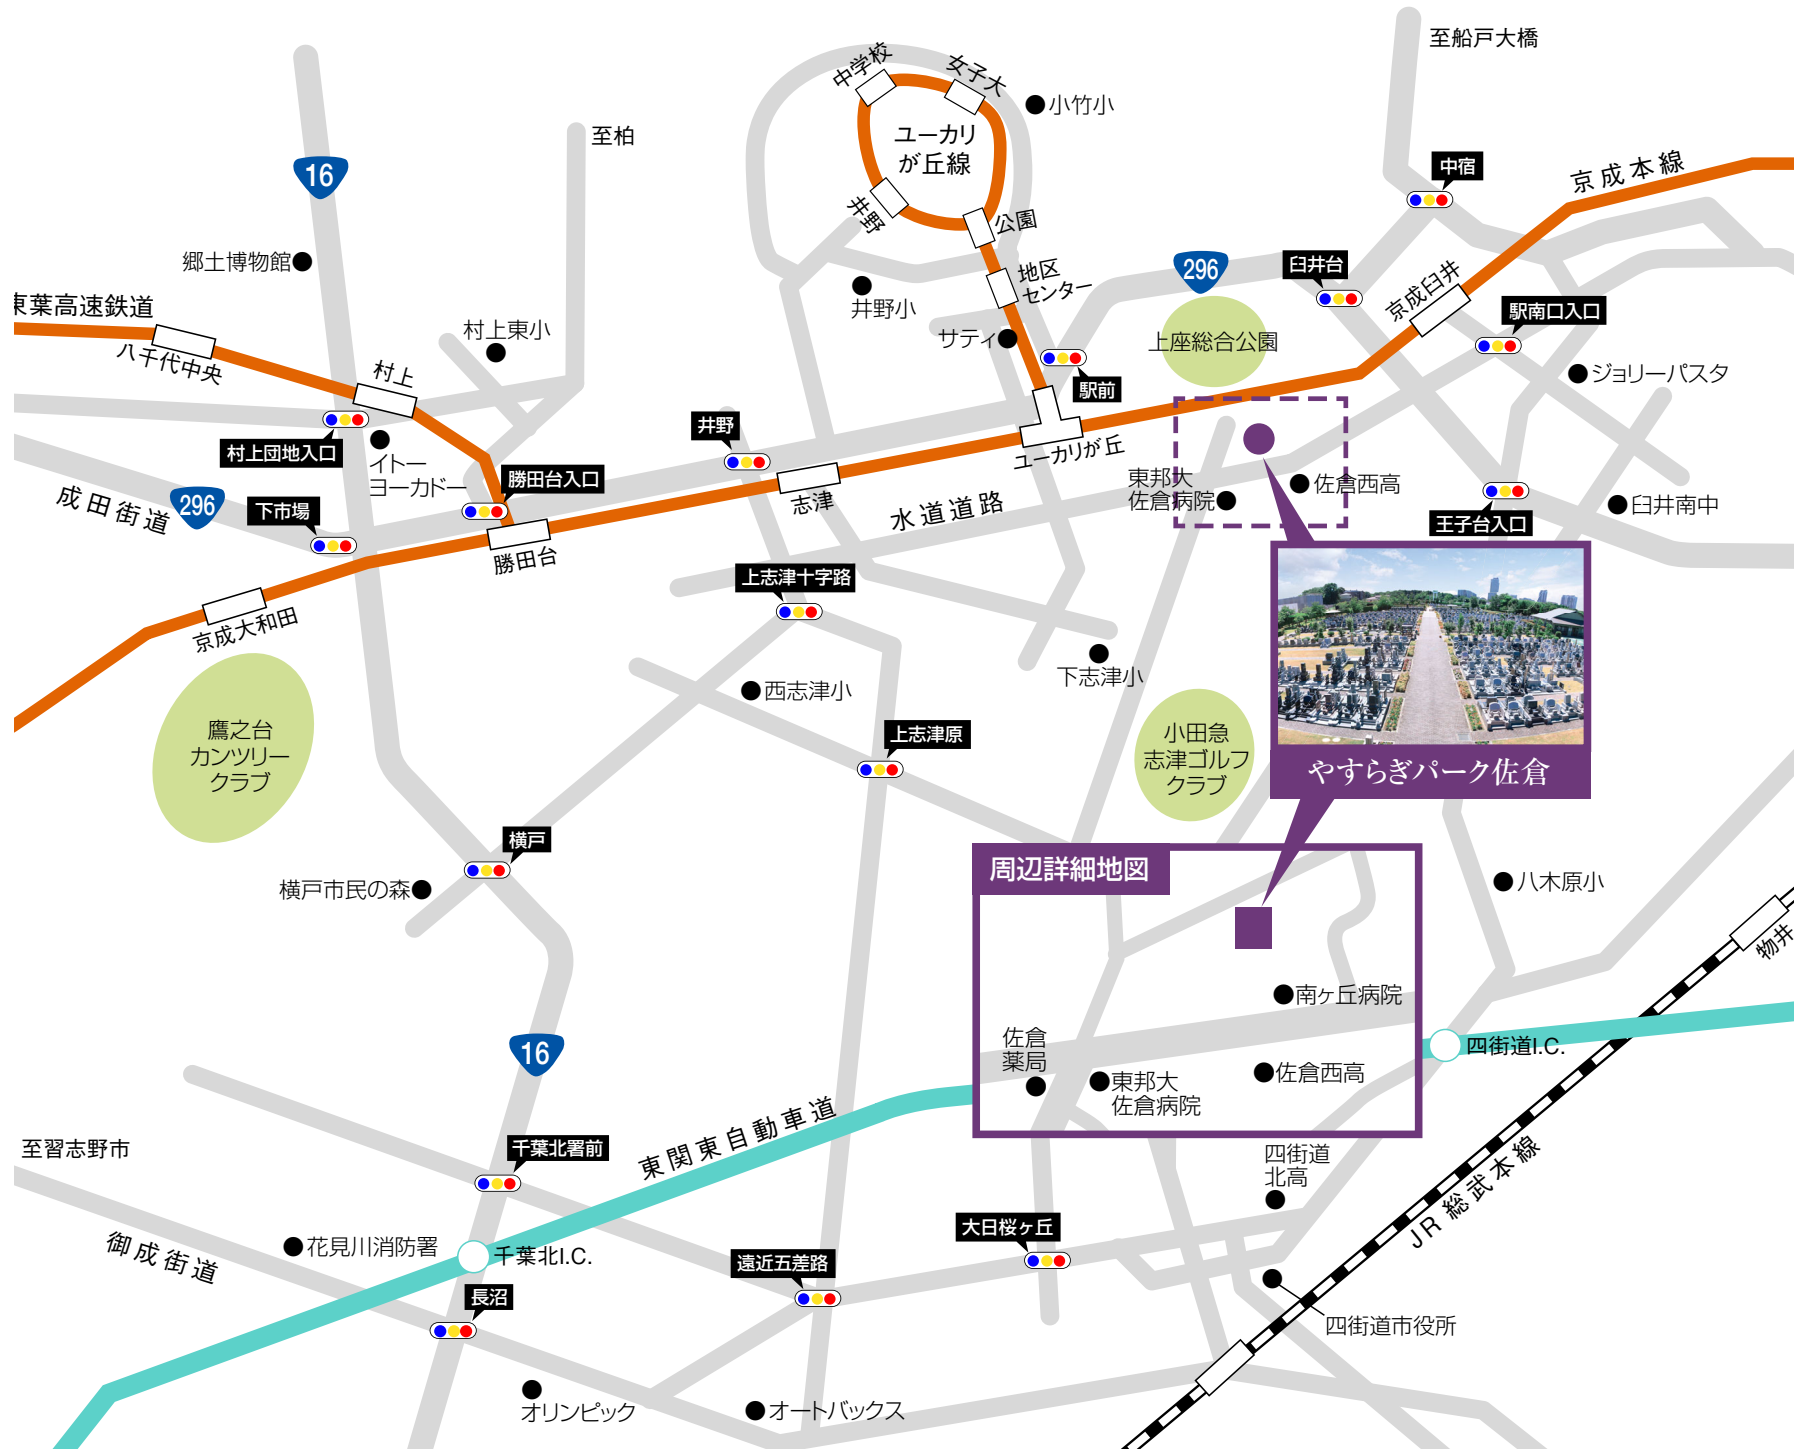 至船戸大橋
中学校
女子大
小竹小
至柏
ユーカリ
が丘線
16
中宿
京成本線
井野
公園
郷土博物館
296
臼井台
地区
センター
京成臼井
東葉高速鉄道
井野小
駅南口入口
村上東小
サティ
上座総合公園
八千代中央
村上
駅前
ジョリーパスタ
井野
村上団地入口
イトー
ヨーカドー
ユーカリが丘
勝田台入口
東邦大
佐倉病院
佐倉西高
成田街道
296
下市場
志津
水道道路
臼井南中
王子台入口
勝田台
上志津十字路
京成大和田
下志津小
西志津小
鷹之台
カンツリー
クラブ
上志津原
小田急
志津ゴルフ
クラブ
やすらぎパーク佐倉
横戸
周辺詳細地図
横戸市民の森
八木原小
物井
南ヶ丘病院
16
佐倉
薬局
四街道I.C.
東邦大
佐倉病院
佐倉西高
東関東自動車道
至習志野市
千葉北署前
四街道
北高
JR総武本線
御成街道
花見川消防署
千葉北I.C.
大日桜ヶ丘
遠近五差路
長沼
四街道市役所
オリンピック
オートバックス